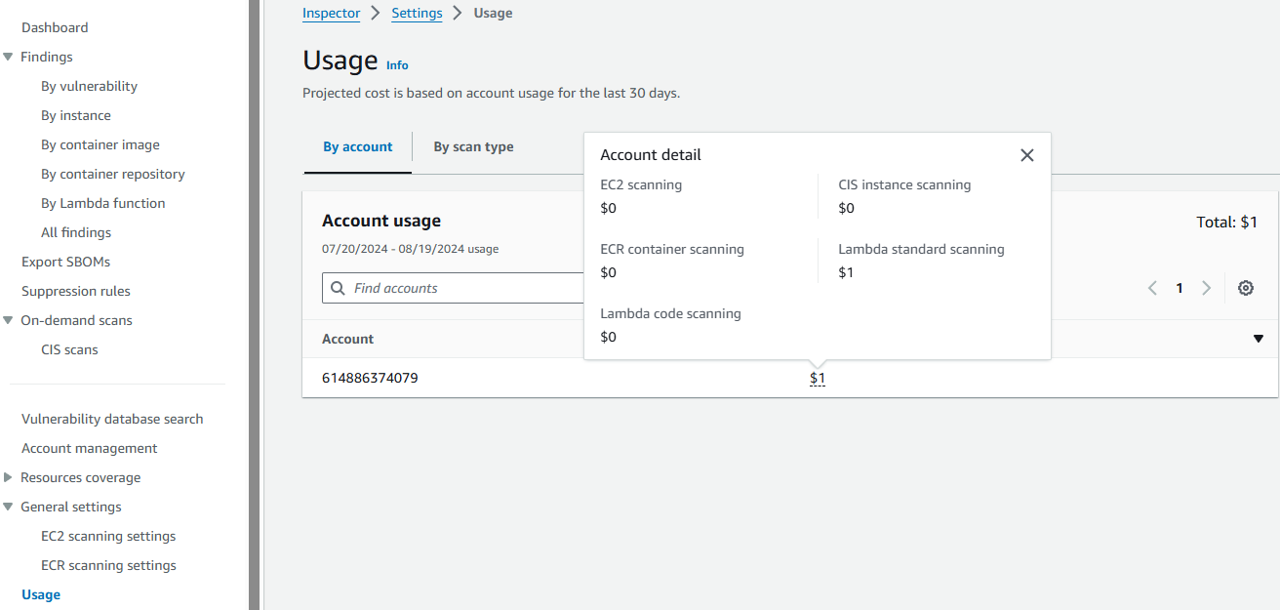 Dashboard
Findings
By vulnerability
By instance
By container image
By container repository
By Lambda function
All findings
Export SBOMs
Suppression rules
On-demand scans
CIS scans
Vulnerability database search
Account management
Resources coverage
General settings
EC2 scanning settings
ECR scanning settings
Usage
Inspector > Settings > Usage
Usage Info
Projected cost is based on account usage for the last 30 days.
By account By scan type
Account usage
Total: $1
07/20/2024 - 08/19/2024 usage
Find accounts
1
Account
614886374079 $1
Account detail
EC2 scanning
$0
CIS instance scanning
$0
ECR container scanning
$0
Lambda standard scanning
$1
Lambda code scanning
$0